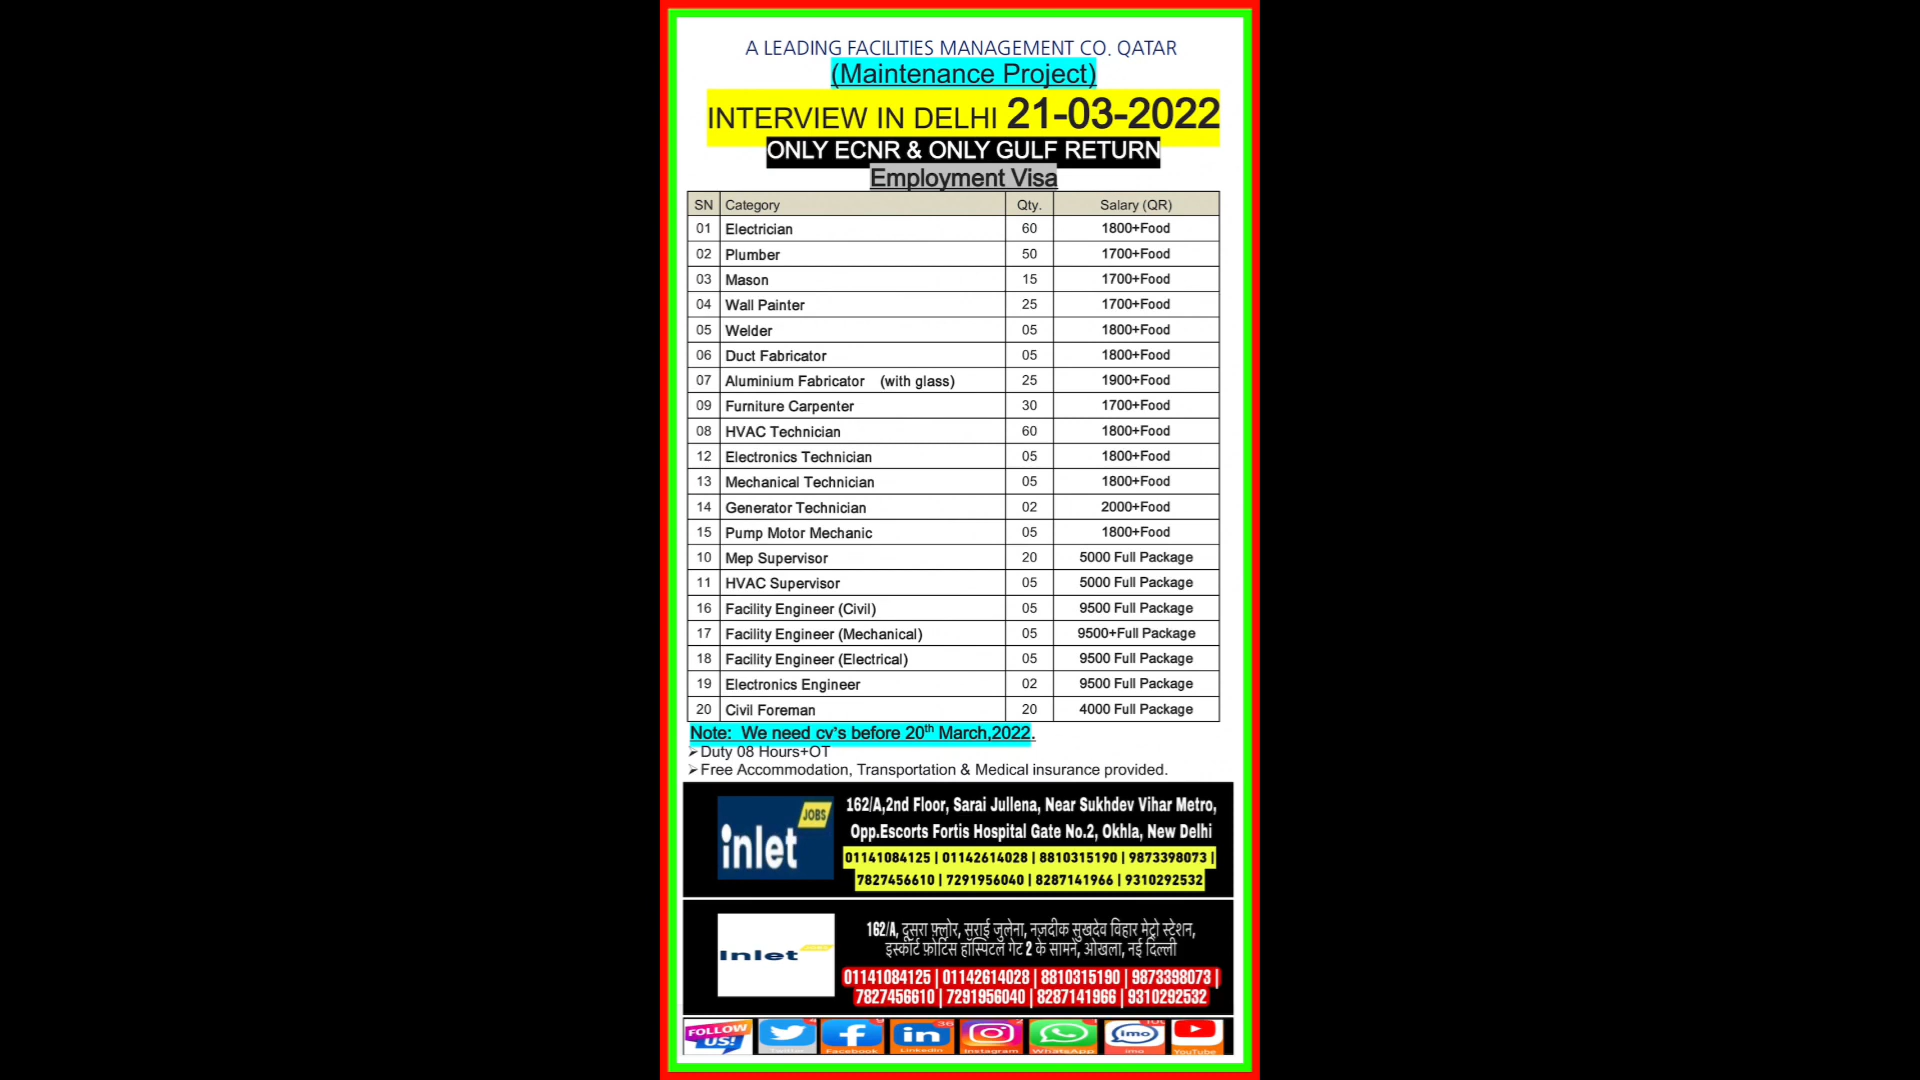 A LEADING FACILITIES MANAGEMENT CO. QATAR
(Maintenance Project)
INTERVIEW IN DELHI 21-03-2022
ONLY ECNR & ONLY GULF RETURN
Employment Visa
SN Category Qty. Salary (QR)
01 Electrician 60 1800+Food
02 Plumber 50 1700+Food
03 Mason 15 1700+Food
04 Wall Painter 25 1700+Food
05 Welder 05 1800+Food
06 Duct Fabricator 05 1800+Food
07 Aluminium Fabricator (with glass) 25 1900+Food
09 Furniture Carpenter 30 1700+Food
08 HVAC Technician 60 1800+Food
12 Electronics Technician 05 1800+Food
13 Mechanical Technician 05 1800+Food
14 Generator Technician 02 2000+Food
15 Pump Motor Mechanic 05 1800+Food
10 Mep Supervisor 20 5000 Full Package
11 HVAC Supervisor 05 5000 Full Package
16 Facility Engineer (Civil) 05 9500 Full Package
17 Facility Engineer (Mechanical) 05 9500+Full Package
18 Facility Engineer (Electrical) 05 9500 Full Package
19 Electronics Engineer 02 9500 Full Package
20 Civil Foreman 20 4000 Full Package
Note: We need cv's before 20th March,2022.
➢Duty 08 Hours+OT
➢Free Accommodation, Transportation & Medical insurance provided.
inlet JOBS
162/A,2nd Floor, Sarai Jullena, Near Sukhdev Vihar Metro,
Opp.Escorts Fortis Hospital Gate No.2, Okhla, New Delhi
01141084125 | 01142614028 | 8810315190 | 9873398073 |
7827456610 | 7291956040 | 8287141966 | 9310292532
Inlet
162/A, दूसरा फ़्लोर, सराई जुलेना, नज़दीक सुखदेव विहार मेट्रो स्टेशन,
इस्कॉर्ट फ़ोर्टिस हॉस्पिटल गेट 2 के सामने, ओखला, नई दिल्ली
01141084125 | 01142614028 | 8810315190 | 9873398073 |
7827456610 | 7291956040 | 8287141966 | 9310292532
FOLLOW US!
Facebook Linkedin Instagram WhatsApp imo imo YouTube